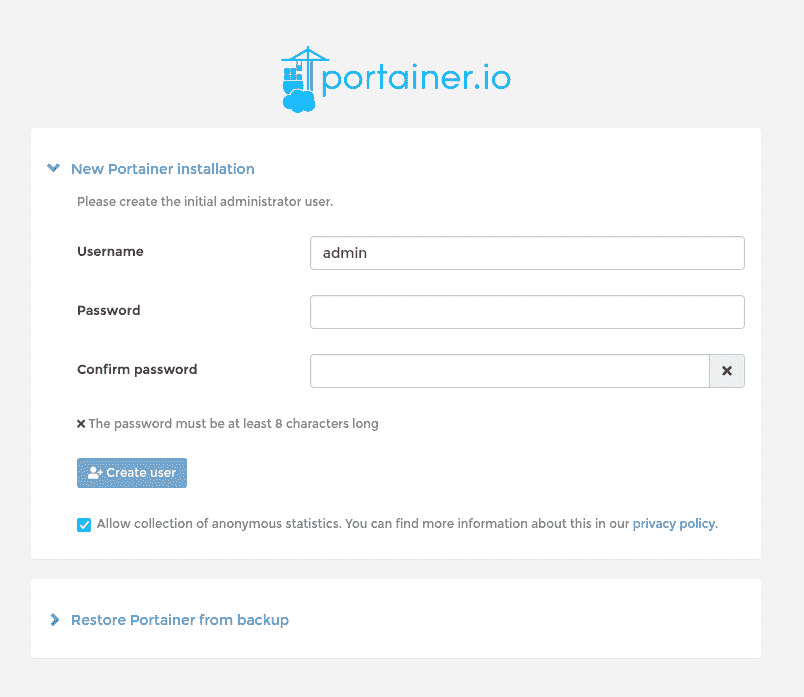 portainer.io
New Portainer installation
Please create the initial administrator user.
Username
admin
Password
Confirm password
The password must be at least 8 characters long
Create user
Allow collection of anonymous statistics. You can find more information about this in our privacy policy.
Restore Portainer from backup